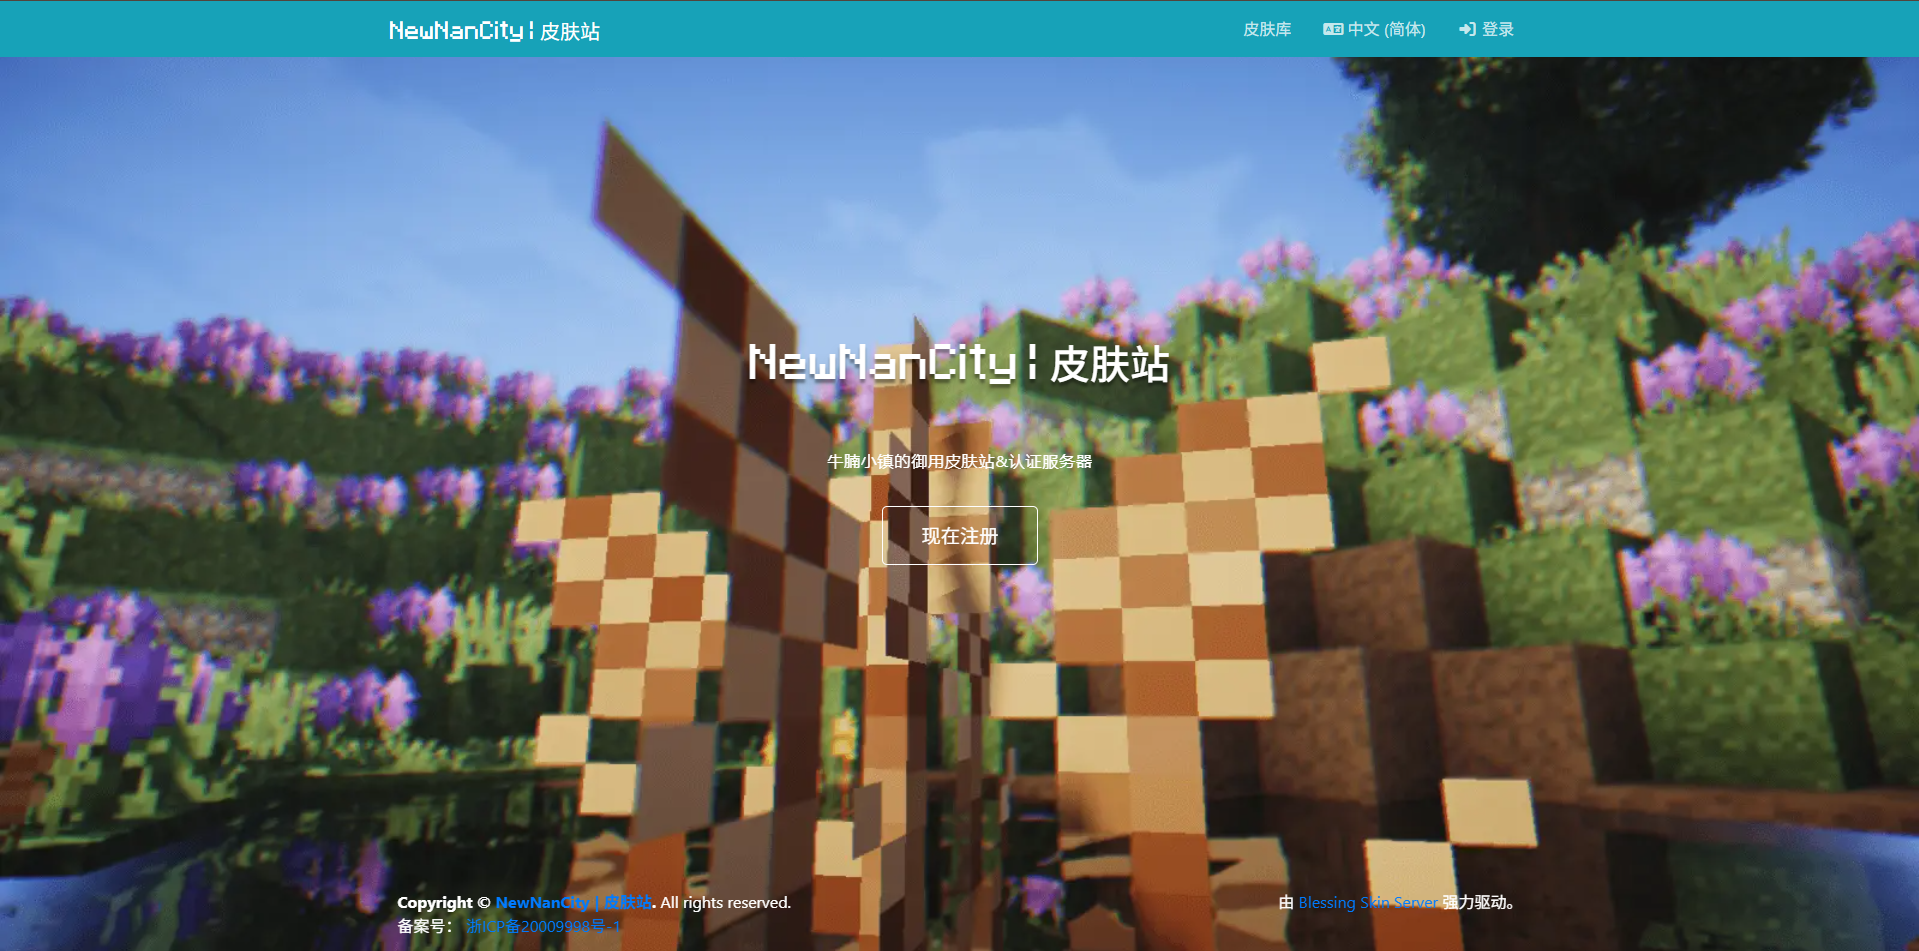 NewNanCity | 皮肤站
皮肤库
中文 (简体)
登录
NewNanCity | 皮肤站
牛腩小镇的御用皮肤站&认证服务器
现在注册
Copyright © NewNanCity | 皮肤站. All rights reserved.
由 Blessing Skin Server 强力驱动。
备案号： 浙ICP备20009998号-1